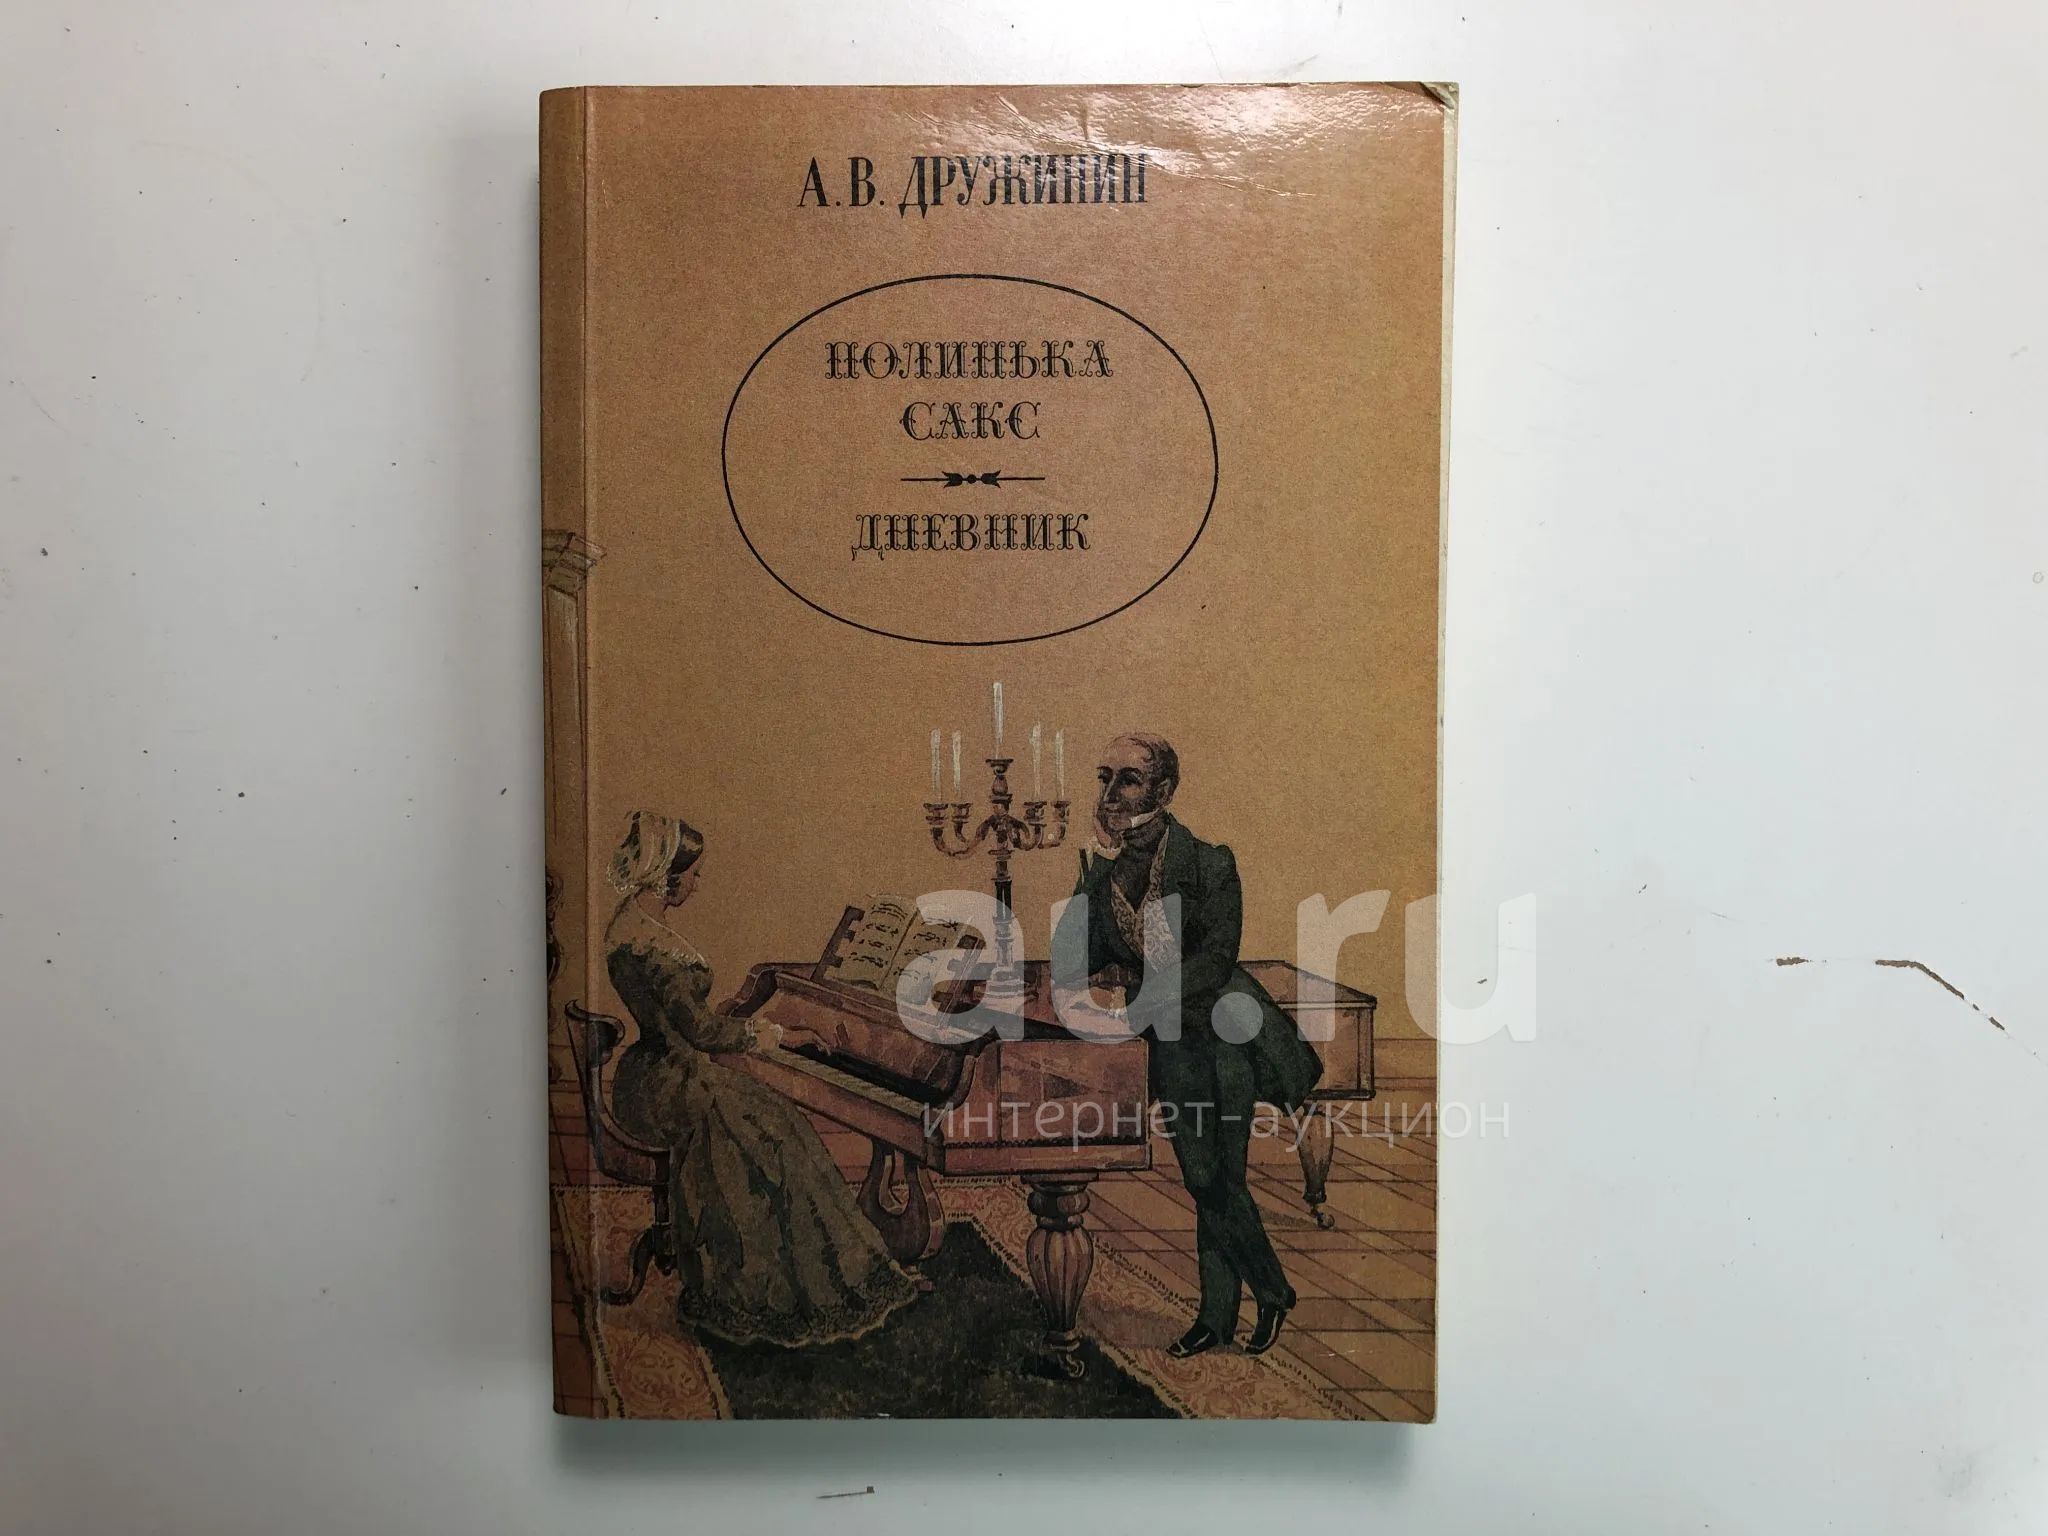 А. В. ДРУЖИНИН
ПОЛИНЬКА
САКС
ДНЕВНИК
au.ru
интернет-аукцион